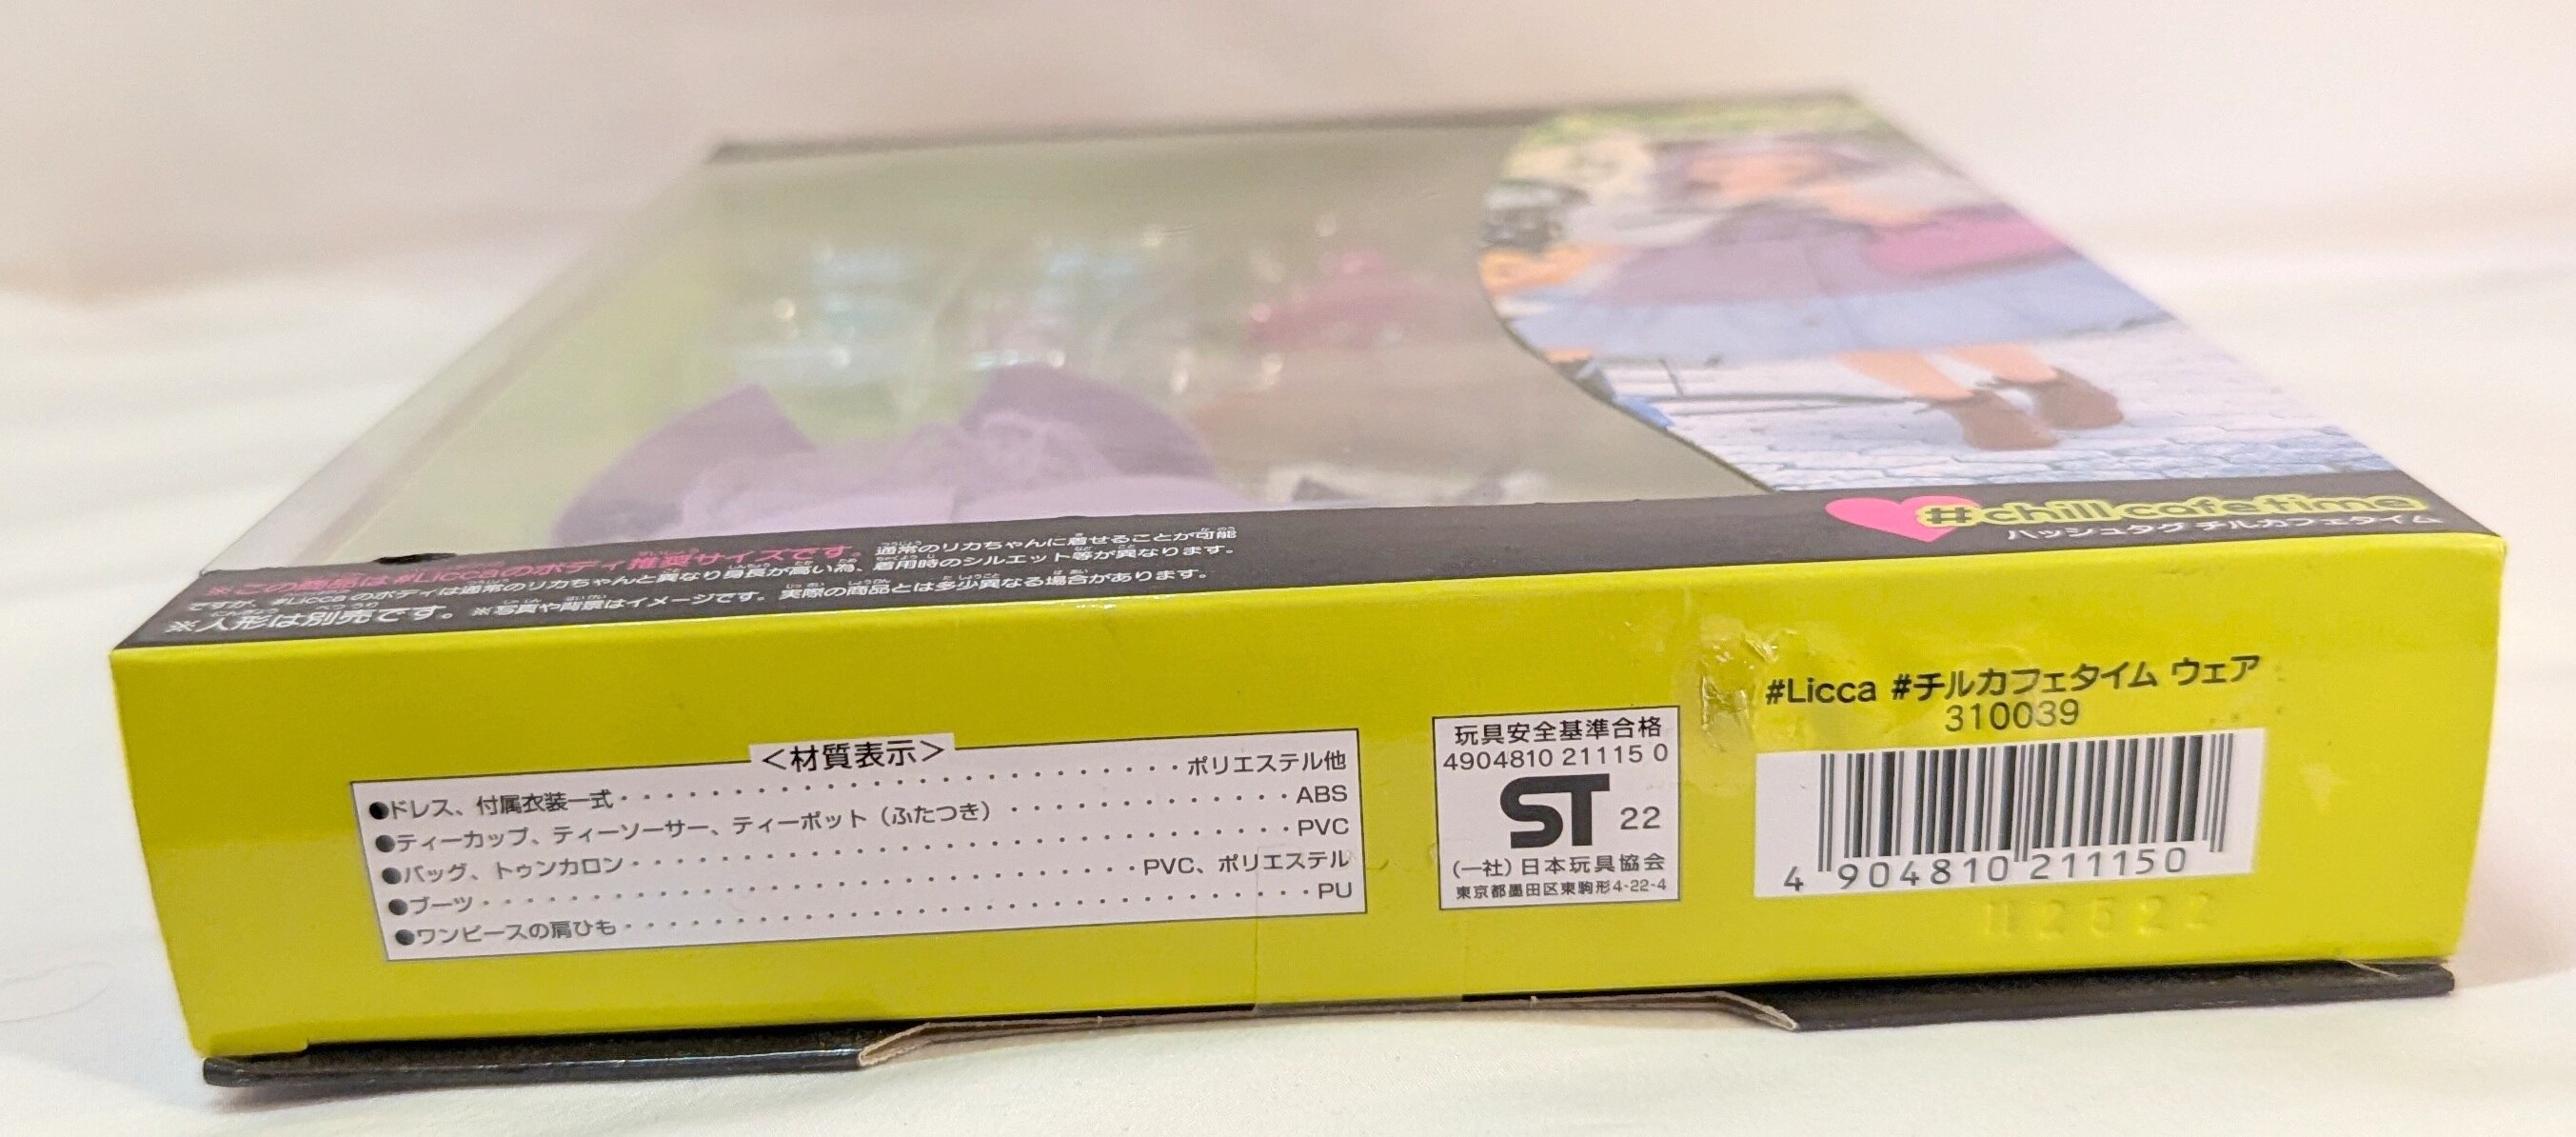 #chill cafe time
ハッシュタグ チルカフェタイム
※この商品は#Liccaのボディ推奨サイズです。通常のリカちゃんに着せることが可能
ですが、#Liccaのボディは通常のリカちゃんと異なり身長が高い為、着用時のシルエット等が異なります。
※人形は別売です。※写真や背景はイメージです。実際の商品とは多少異なる場合があります。
<材質表示>
●ドレス、付属衣装一式・・・・・・・・・・・・・・・・・・ポリエステル他
●ティーカップ、ティーソーサー、ティーポット（ふたつき）・・・・・・・・・・ABS
●バッグ、トゥンカロン・・・・・・・・・・・・・・・・・・・・・PVC
●ブーツ・・・・・・・・・・・・・・・・・・・・PVC、ポリエステル
●ワンピースの肩ひも・・・・・・・・・・・・・・・・・・・・・・PU
玩具安全基準合格
4904810 21115 0
ST 22
(一社)日本玩具協会
東京都墨田区東駒形4-22-4
#Licca #チルカフェタイム ウェア
310039
4 904810 211150